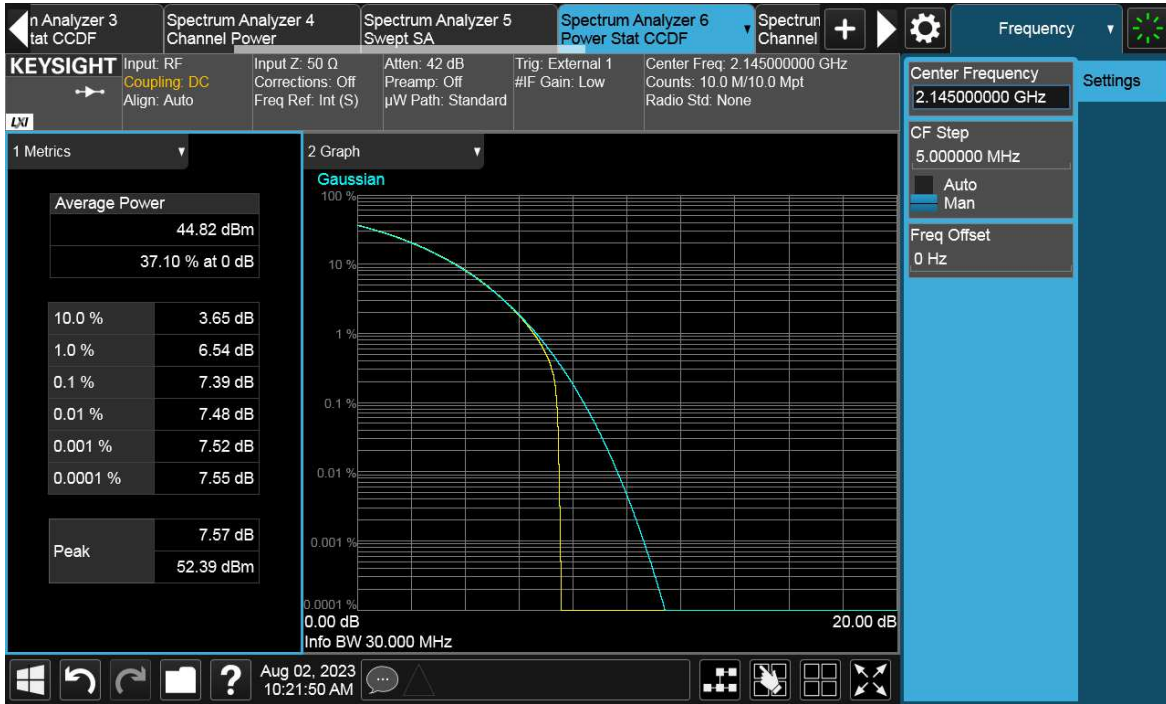 n Analyzer 3
tat CCDF
Spectrum Analyzer 4
Channel Power
Spectrum Analyzer 5
Swept SA
Spectrum Analyzer 6
Power Stat CCDF
Spectrun
Channel
+
Frequency
KEYSIGHT
LXI
Input: RF
Coupling: DC
Align: Auto
Input Z: 50 Ω
Corrections: Off
Freq Ref: Int (S)
Atten: 42 dB
Preamp: Off
µW Path: Standard
Trig: External 1
#IF Gain: Low
Center Freq: 2.145000000 GHz
Counts: 10.0 M/10.0 Mpt
Radio Std: None
Center Frequency
2.145000000 GHz
Settings
CF Step
5.000000 MHz
Auto
Man
Freq Offset
0 Hz
1 Metrics
Average Power
44.82 dBm
37.10 % at 0 dB
10.0 % 3.65 dB
1.0 % 6.54 dB
0.1 % 7.39 dB
0.01 % 7.48 dB
0.001 % 7.52 dB
0.0001 % 7.55 dB
Peak
7.57 dB
52.39 dBm
2 Graph
Gaussian
100 %
10 %
1 %
0.1 %
0.01 %
0.001 %
0.0001 %
0.00 dB 20.00 dB
Info BW 30.000 MHz
?
Aug 02, 2023
10:21:50 AM